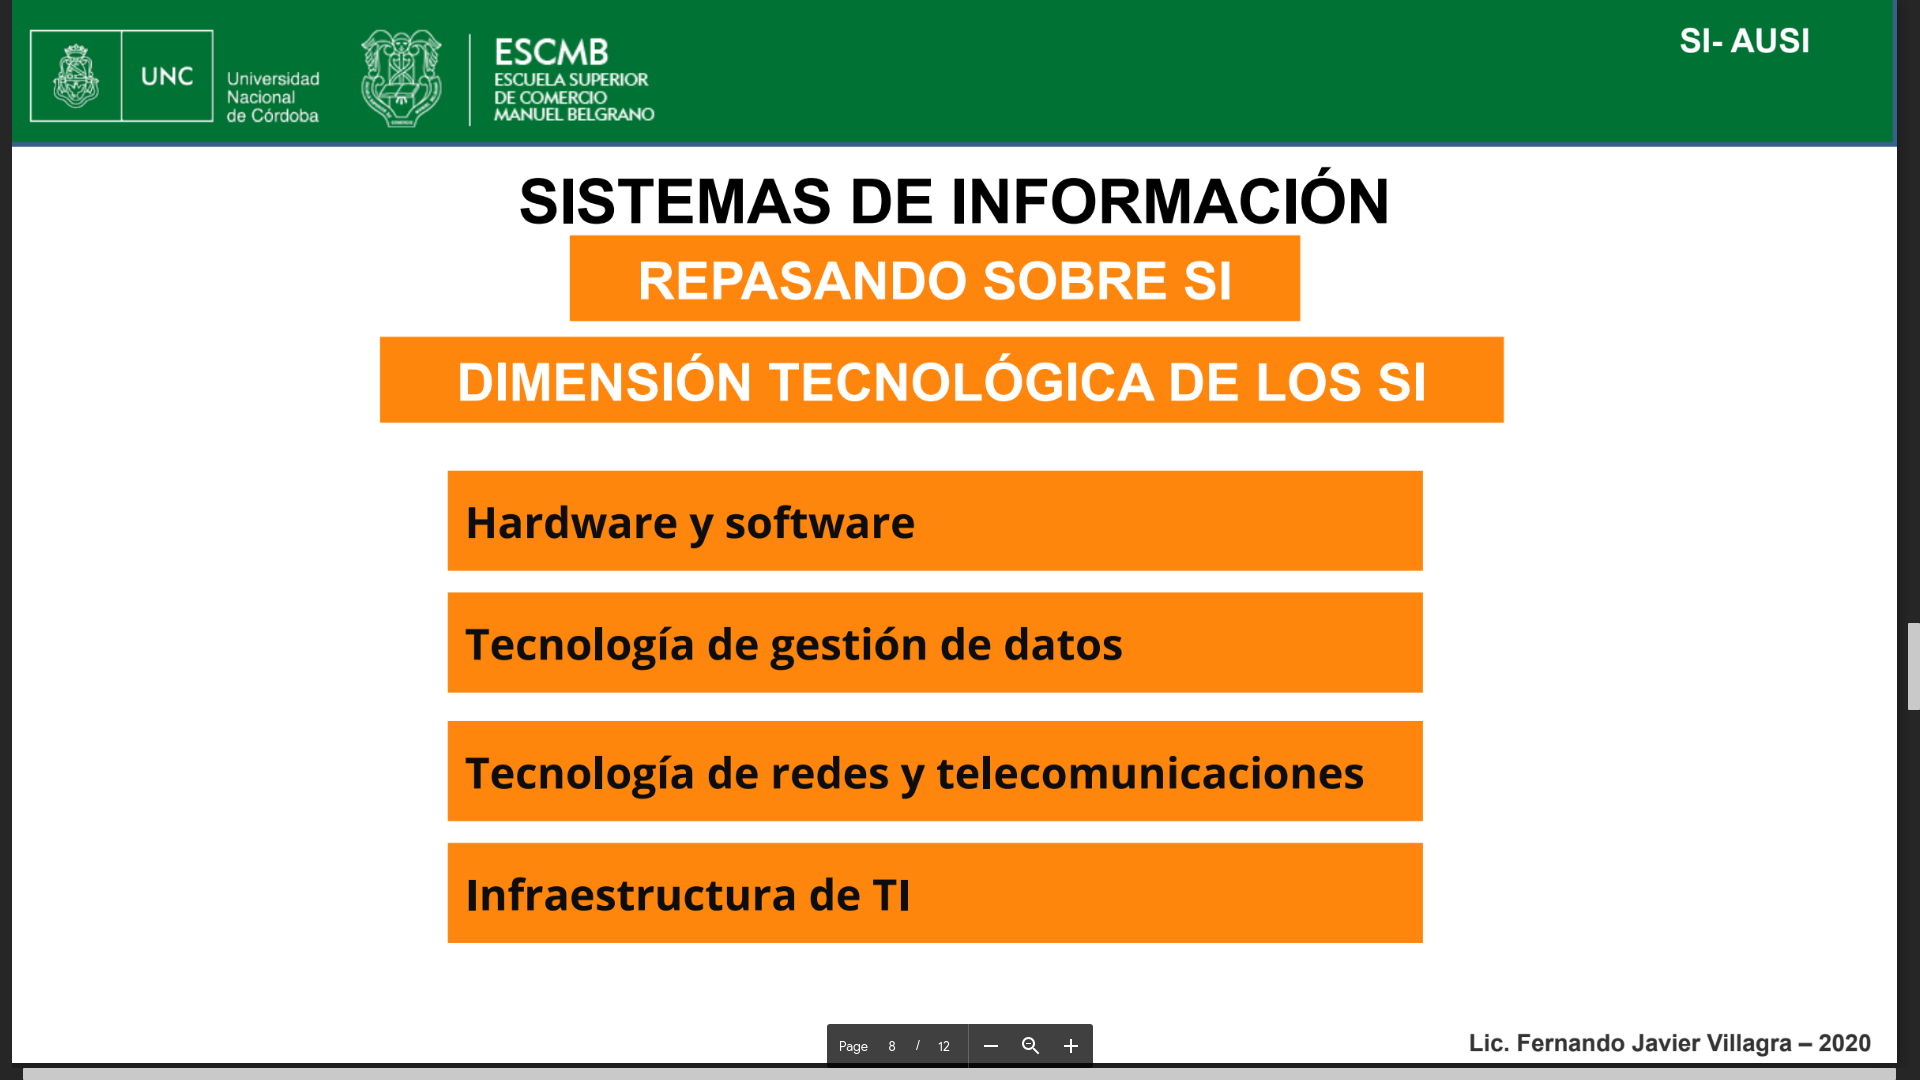 UNC
Universidad
Nacional
de Córdoba
ESCMB
ESCUELA SUPERIOR
DE COMERCIO
MANUEL BELGRANO
SI- AUSI
SISTEMAS DE INFORMACIÓN
REPASANDO SOBRE SI
DIMENSIÓN TECNOLÓGICA DE LOS SI
Hardware y software
Tecnología de gestión de datos
Tecnología de redes y telecomunicaciones
Infraestructura de TI
Lic. Fernando Javier Villagra – 2020
Page 8 / 12